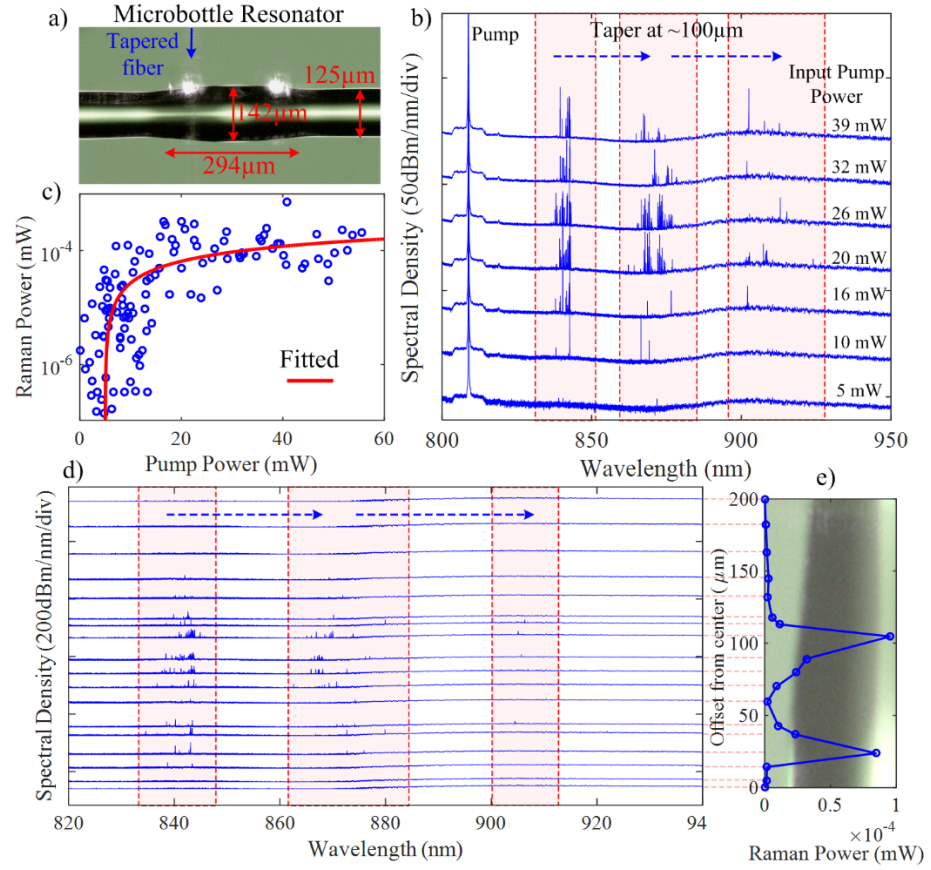 a)
Microbottle Resonator
Tapered
fiber
125μm
142μm
294μm
b)
Pump
Taper at ~100μm
Input Pump
Power
39 mW
32 mW
26 mW
20 mW
16 mW
10 mW
5 mW
Spectral Density (50dBm/nm/div)
800
850
900
950
Wavelength (nm)
c)
Raman Power (mW)
10-4
10-6
Fitted
0
20
40
60
Pump Power (mW)
d)
Spectral Density (200dBm/nm/div)
820
840
860
880
900
920
94
Wavelength (nm)
e)
Offset from center ( μm)
200
150
100
50
0
0
0.5
1
×10-4
Raman Power (mW)